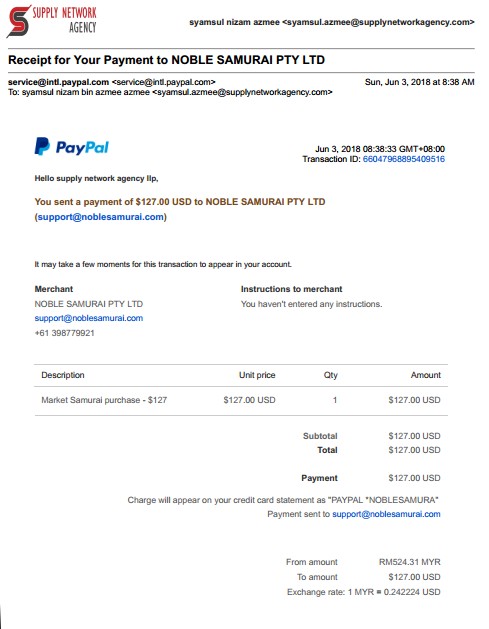 SUPPLY NETWORK
AGENCY
syamsul nizam azmee <syamsul.azmee@supplynetworkagency.com>
Receipt for Your Payment to NOBLE SAMURAI PTY LTD
service@intl.paypal.com <service@intl.paypal.com> Sun, Jun 3, 2018 at 8:38 AM
To: syamsul nizam bin azmee azmee <syamsul.azmee@supplynetworkagency.com>
PayPal
Jun 3, 2018 08:38:33 GMT+08:00
Transaction ID: 66047968895409516
Hello supply network agency llp,
You sent a payment of $127.00 USD to NOBLE SAMURAI PTY LTD
(support@noblesamurai.com)
It may take a few moments for this transaction to appear in your account.
Merchant Instructions to merchant
NOBLE SAMURAI PTY LTD You haven't entered any instructions.
support@noblesamurai.com
+61 398779921
Description Unit price Qty Amount
Market Samurai purchase - $127 $127.00 USD 1 $127.00 USD
Subtotal $127.00 USD
Total $127.00 USD
Payment $127.00 USD
Charge will appear on your credit card statement as "PAYPAL *NOBLESAMURA"
Payment sent to support@noblesamurai.com
From amount RM524.31 MYR
To amount $127.00 USD
Exchange rate: 1 MYR = 0.242224 USD